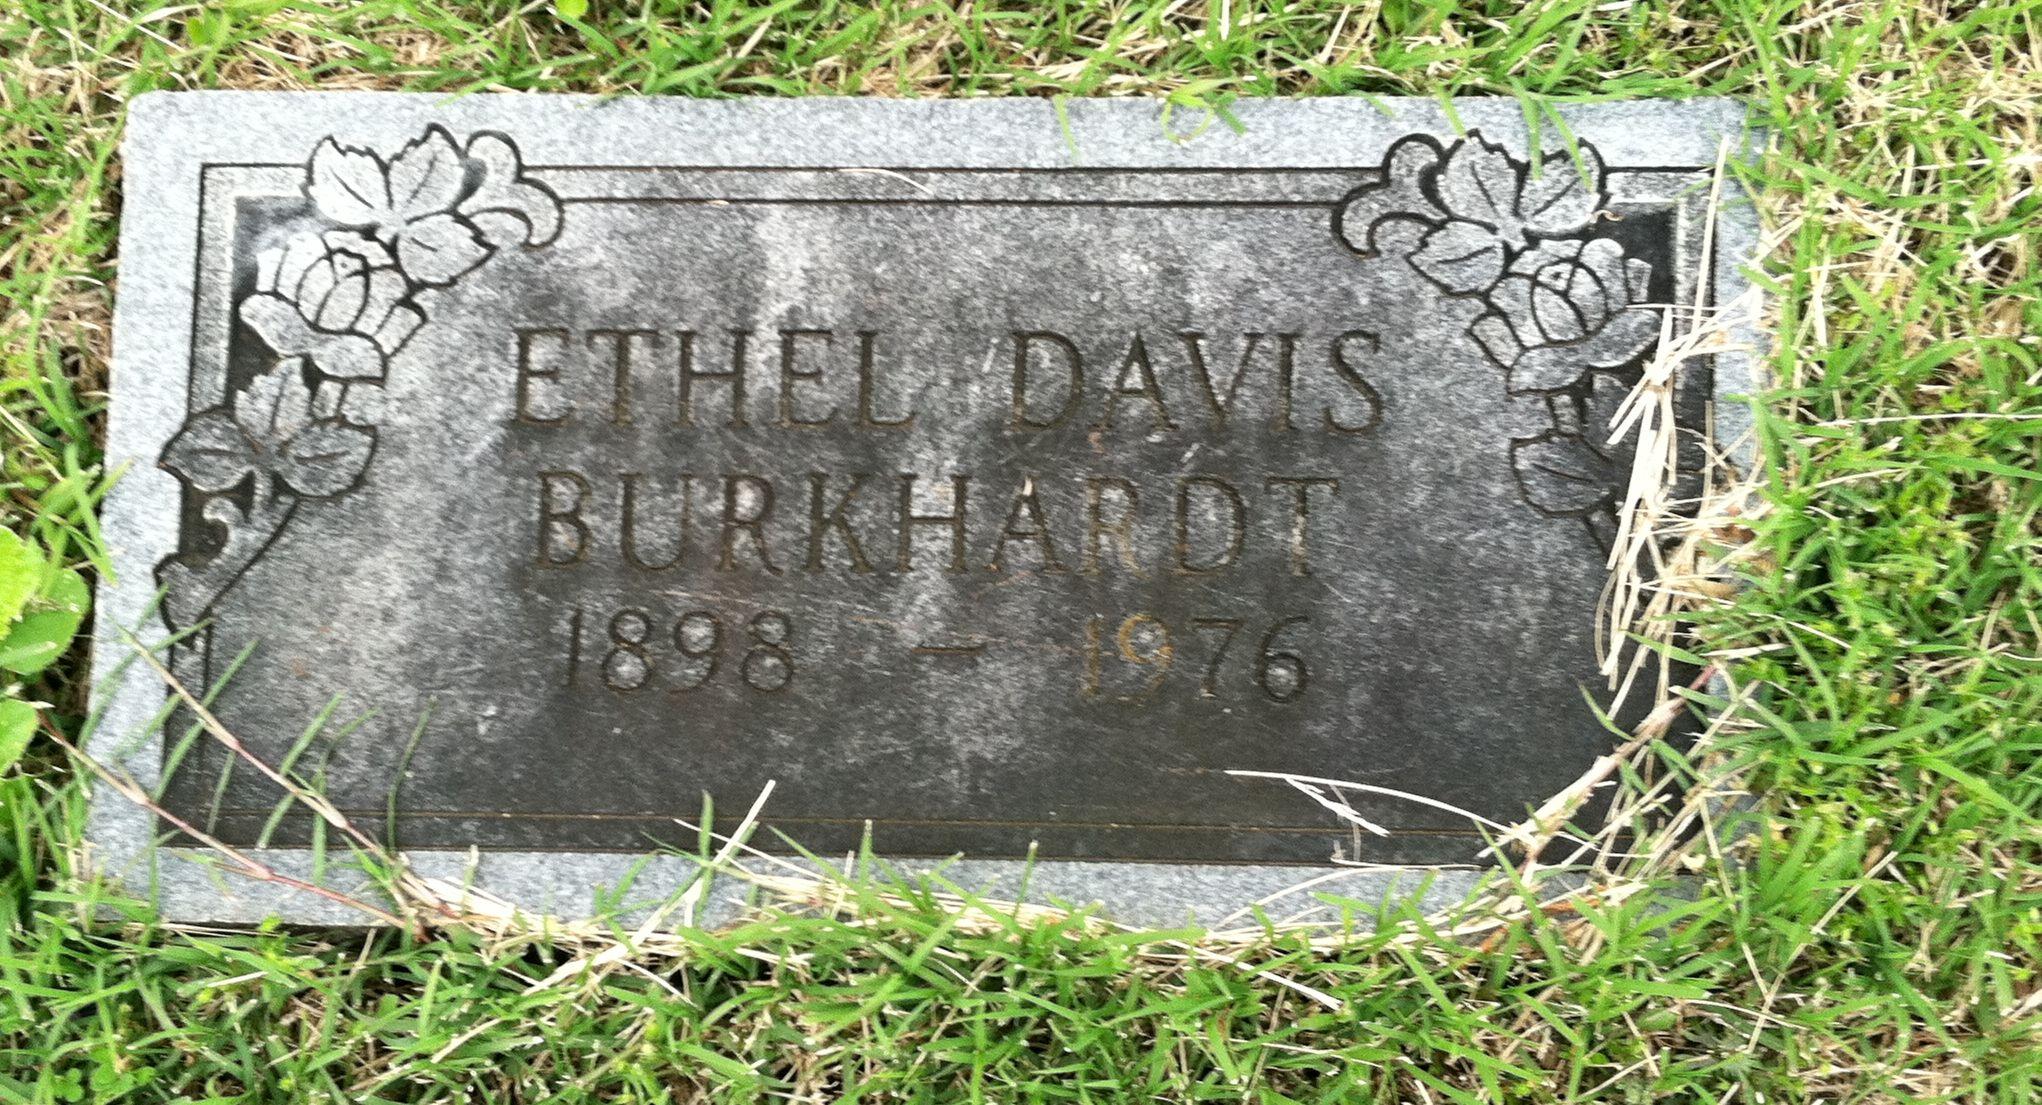 ETHEL DAVIS
BURKHARDT
1898 - 1976